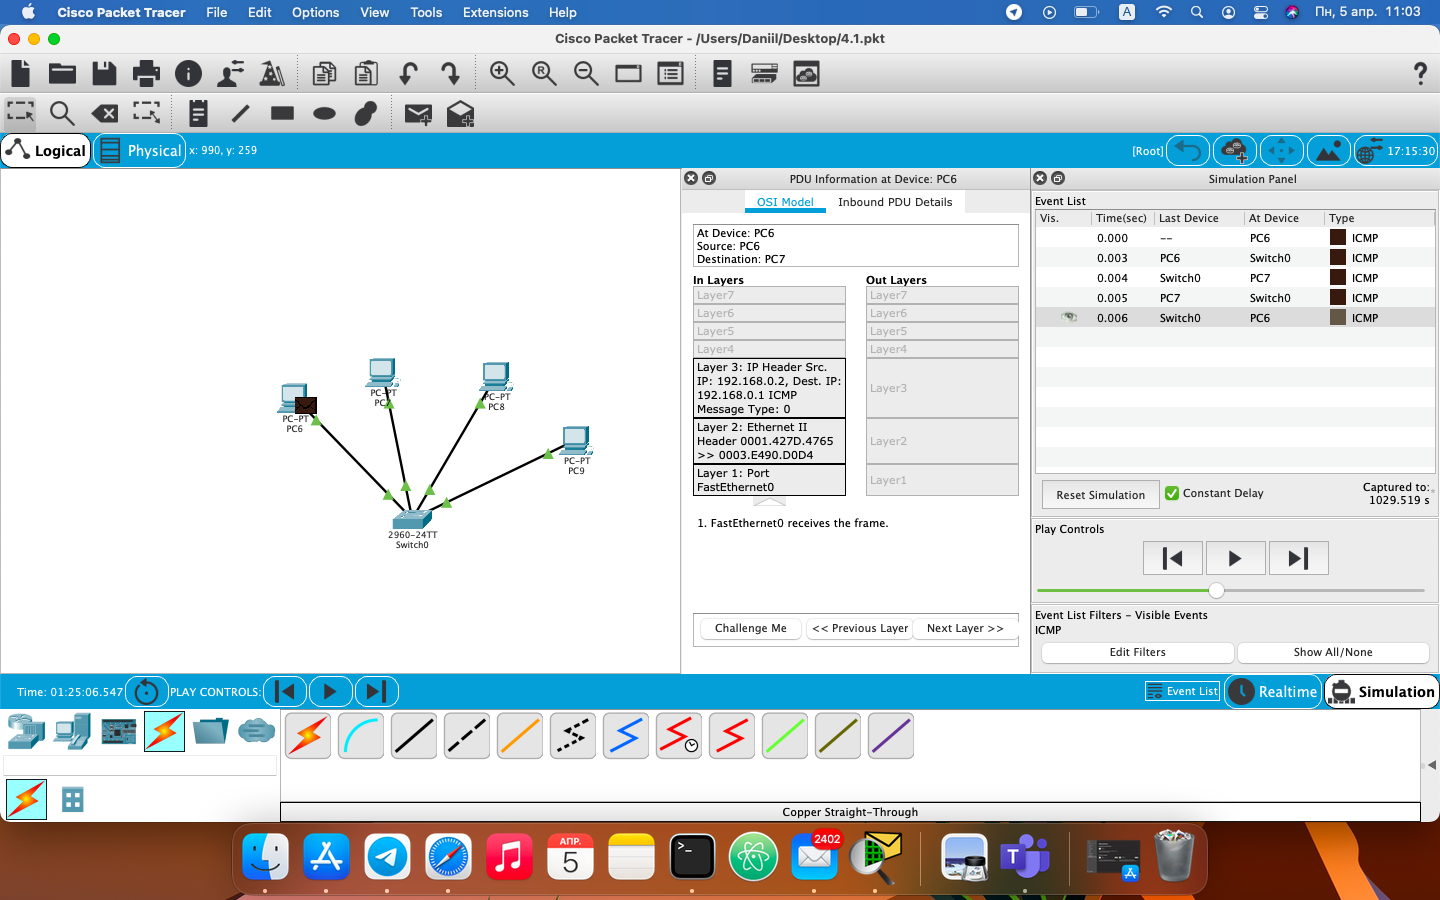 Cisco Packet Tracer File Edit Options View Tools Extensions Help A Пн, 5 апр. 11:03
Cisco Packet Tracer - /Users/Daniil/Desktop/4.1.pkt
Logical Physical x: 990, y: 259 [Root] 17:15:30
PDU Information at Device: PC6
OSI Model Inbound PDU Details
At Device: PC6
Source: PC6
Destination: PC7
In Layers Out Layers
Layer7 Layer7
Layer6 Layer6
Layer5 Layer5
Layer4 Layer4
Layer 3: IP Header Src. IP: 192.168.0.2, Dest. IP: 192.168.0.1 ICMP Message Type: 0
Layer3
Layer 2: Ethernet II Header 0001.427D.4765 >> 0003.E490.D0D4
Layer2
Layer 1: Port FastEthernet0
Layer1
1. FastEthernet0 receives the frame.
Challenge Me << Previous Layer Next Layer >>
Simulation Panel
Event List
Vis. Time(sec) Last Device At Device Type
0.000 -- PC6 ICMP
0.003 PC6 Switch0 ICMP
0.004 Switch0 PC7 ICMP
0.005 PC7 Switch0 ICMP
0.006 Switch0 PC6 ICMP
Reset Simulation Constant Delay Captured to:
1029.519 s
Play Controls
Event List Filters - Visible Events
ICMP
Edit Filters Show All/None
PC-PT
PC6
PC-PT
PC7
PC-PT
PC8
PC-PT
PC9
2960-24TT
Switch0
Time: 01:25:06.547 PLAY CONTROLS: Event List Realtime Simulation
Copper Straight-Through
АПР.
5
2402